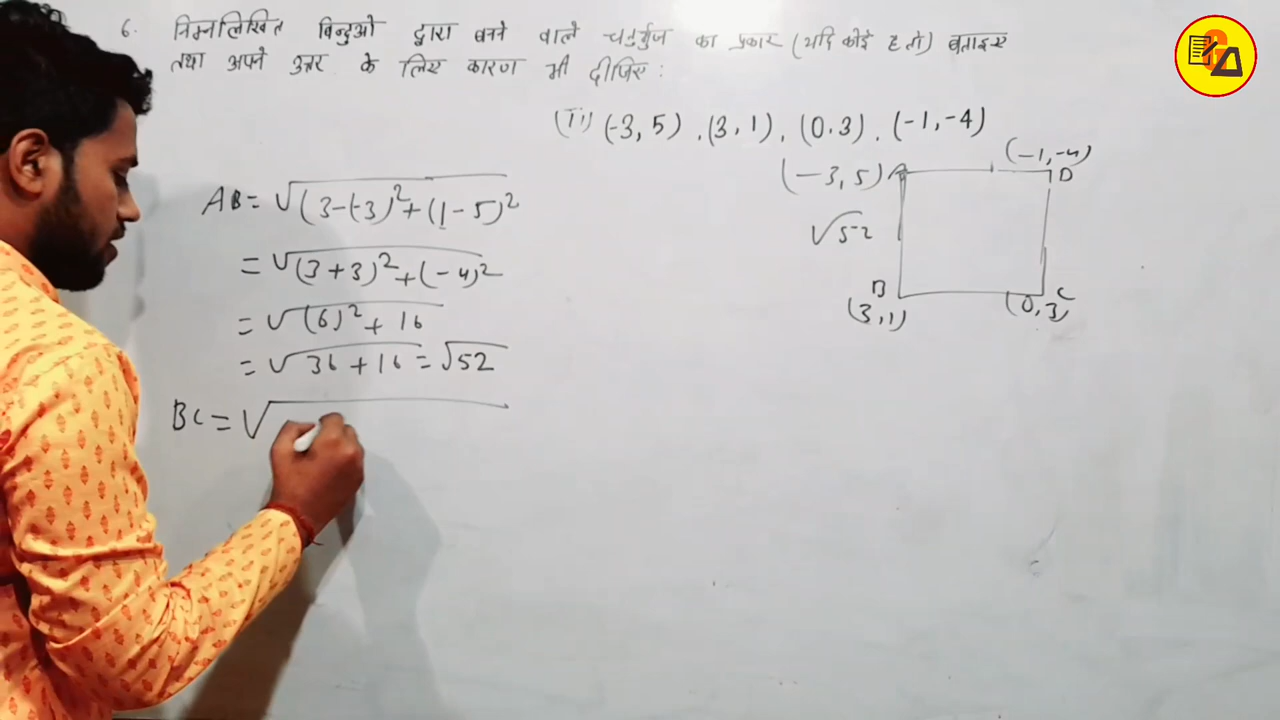 6. निम्नलिखित बिन्दुओ द्वारा बनने वाले चतुर्भुज का प्रकार (यदि कोई है तो) बताइए
तथा अपने उत्तर के लिए कारण भी दीजिए :
(ii) (-3, 5) , (3, 1), (0.3) . (-1, -4)
(-1, -4)
(-3, 5) A D
√52
B C
(3,1) (0,3)
AB = √(3-(-3)²+(1-5)²
= √(3+3)²+(-4)²
= √(6)²+16
= √36+16 = √52
BC = √